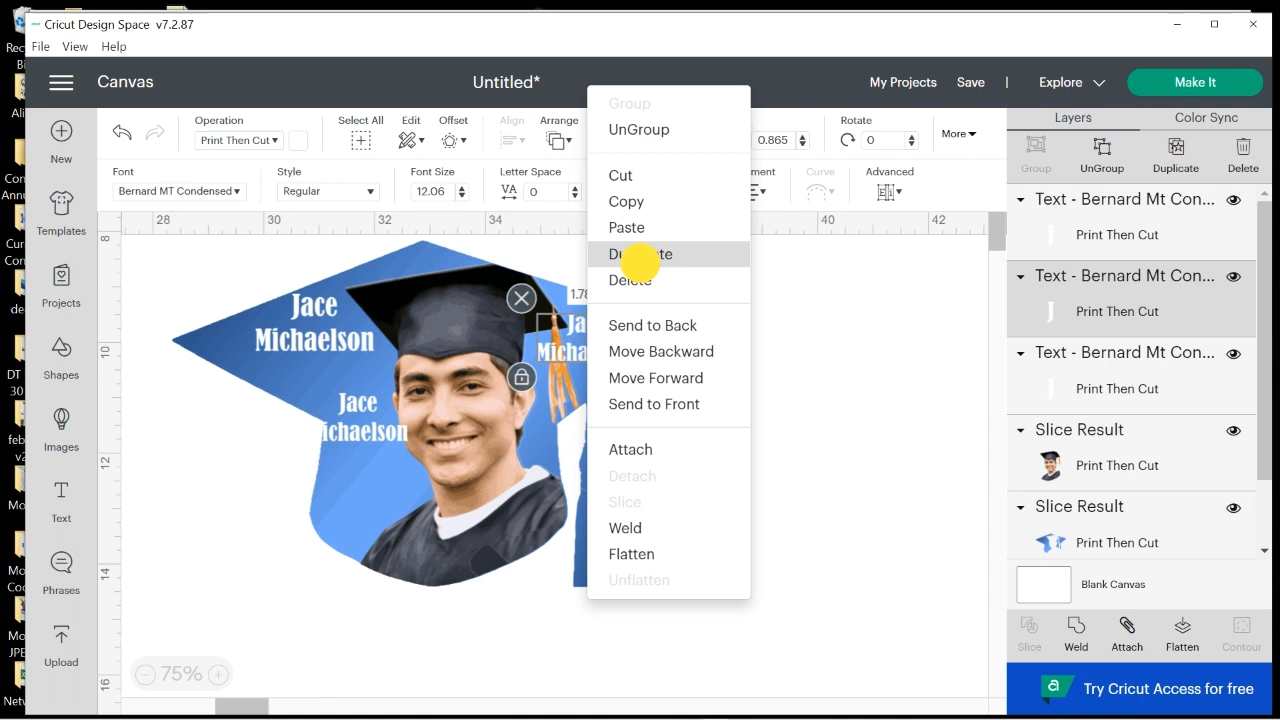 Cricut Design Space v7.2.87
File View Help
Canvas
Untitled*
My Projects Save | Explore Make It
Operation
Print Then Cut
Select All Edit Offset Align Arrange
0.865
Rotate
0
More
Font
Bernard MT Condensed
Style
Regular
Font Size
12.06
Letter Space
VA 0
Curve
Advanced
New
Templates
Projects
Shapes
Images
Text
Phrases
Upload
28 30 32 34 40 42
8
10
12
14
16
Jace
Michaelson
Jace
75%
Group
UnGroup
Cut
Copy
Paste
Delete
Send to Back
Move Backward
Move Forward
Send to Front
Attach
Detach
Slice
Weld
Flatten
Unflatten
Layers Color Sync
Group UnGroup Duplicate Delete
Text - Bernard Mt Con...
Print Then Cut
Text - Bernard Mt Con...
Print Then Cut
Text - Bernard Mt Con...
Print Then Cut
Slice Result
Print Then Cut
Slice Result
Print Then Cut
Blank Canvas
Slice Weld Attach Flatten Contour
a Try Cricut Access for free